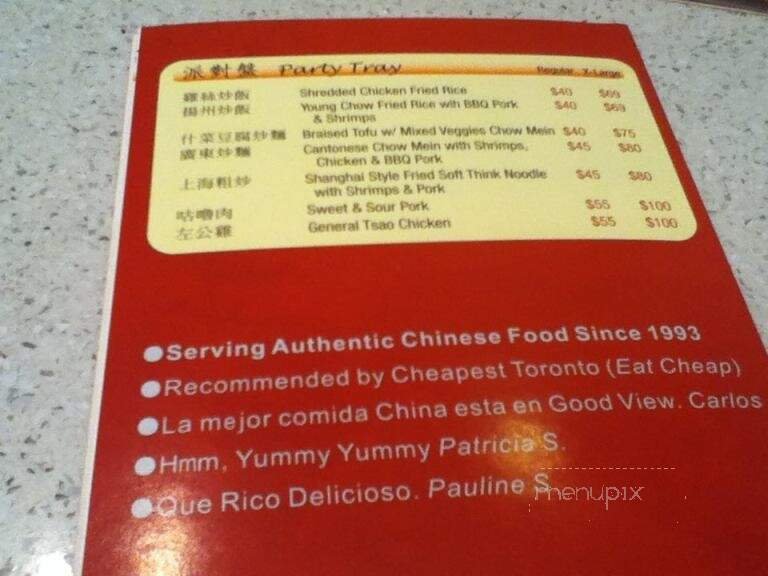 派對盤 Party Tray Regular X-Large
雞絲炒飯 Shredded Chicken Fried Rice $40 $69
揚州炒飯 Young Chow Fried Rice wih BBQ Pork $40 $69
& Shrimps
什菜豆腐炒麵 Braised Tofu w/ Mixed Veggies Chow Mein $40 $75
廣東炒麵 Cantonese Chow Mein with Shrimps, $45 $80
Chicken & BBQ Pork
上海粗炒 Shanghai Style Fried Soft Think Noodle $45 $80
with Shrimps & Pork
咕嚕肉 Sweet & Sour Pork $55 $100
左公雞 General Tsao Chicken $55 $100
●Serving Authentic Chinese Food Since 1993
●Recommended by Cheapest Toronto (Eat Cheap)
●La mejor comida China esta en Good View. Carlos
●Hmm, Yummy Yummy Patricia S.
●Que Rico Delicioso. Pauline S.
menupix